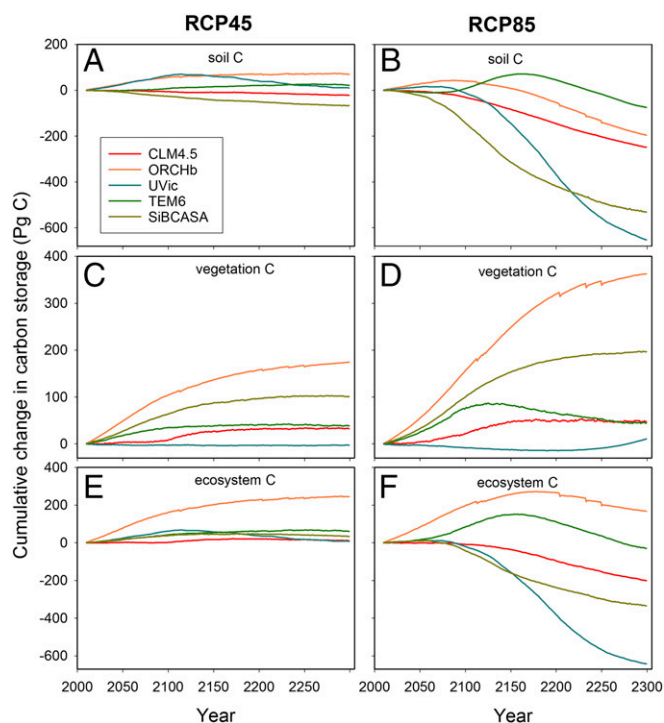 RCP45 RCP85
A soil C
B soil C
200
0
-200
-400
-600
CLM4.5
ORCHb
UVic
TEM6
SiBCASA
C vegetation C
D vegetation C
400
300
200
100
0
E ecosystem C
F ecosystem C
400
200
0
-200
-400
-600
Cumulative change in carbon storage (Pg C)
2000 2050 2100 2150 2200 2250 2000 2050 2100 2150 2200 2250 2300
Year Year